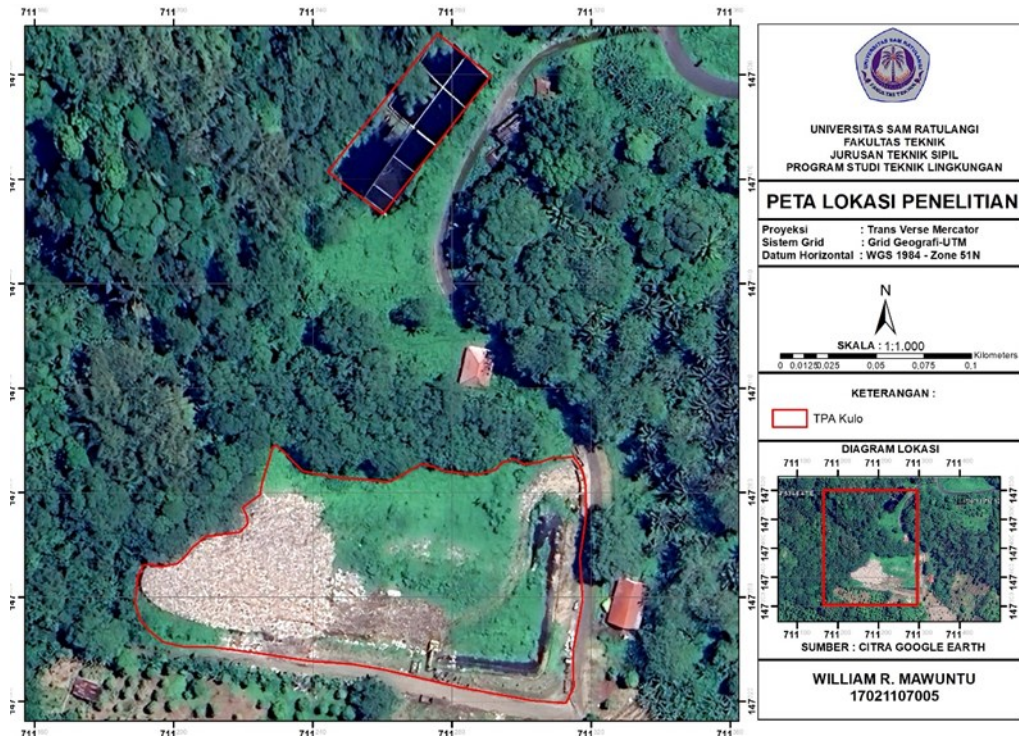 UNIVERSITAS SAM RATULANGI
FAKULTAS TEKNIK
JURUSAN TEKNIK SIPIL
PROGRAM STUDI TEKNIK LINGKUNGAN
PETA LOKASI PENELITIAN
Proyeksi : Trans Verse Mercator
Sistem Grid : Grid Geografi-UTM
Datum Horizontal : WGS 1984 - Zone 51N
N
SKALA : 1:1.000
Kilometers
0 0,0125 0,025 0,05 0,075 0,1
KETERANGAN :
TPA Kulo
DIAGRAM LOKASI
SUMBER : CITRA GOOGLE EARTH
WILLIAM R. MAWUNTU
17021107005